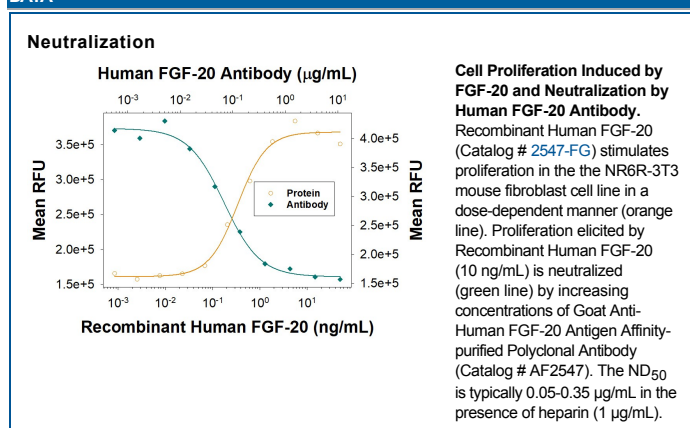 DATA
Neutralization
Human FGF-20 Antibody (µg/mL)
10-3 10-2 10-1 100 101
3.5e+5
3.0e+5
2.5e+5
2.0e+5
1.5e+5
Mean RFU
Protein
Antibody
4.0e+5
3.5e+5
3.0e+5
2.5e+5
2.0e+5
1.5e+5
Mean RFU
10-3 10-2 10-1 100 101
Recombinant Human FGF-20 (ng/mL)
Cell Proliferation Induced by
FGF-20 and Neutralization by
Human FGF-20 Antibody.
Recombinant Human FGF-20
(Catalog # 2547-FG) stimulates
proliferation in the the NR6R-3T3
mouse fibroblast cell line in a
dose-dependent manner (orange
line). Proliferation elicited by
Recombinant Human FGF-20
(10 ng/mL) is neutralized
(green line) by increasing
concentrations of Goat Anti-
Human FGF-20 Antigen Affinity-
purified Polyclonal Antibody
(Catalog # AF2547). The ND50
is typically 0.05-0.35 µg/mL in the
presence of heparin (1 µg/mL).